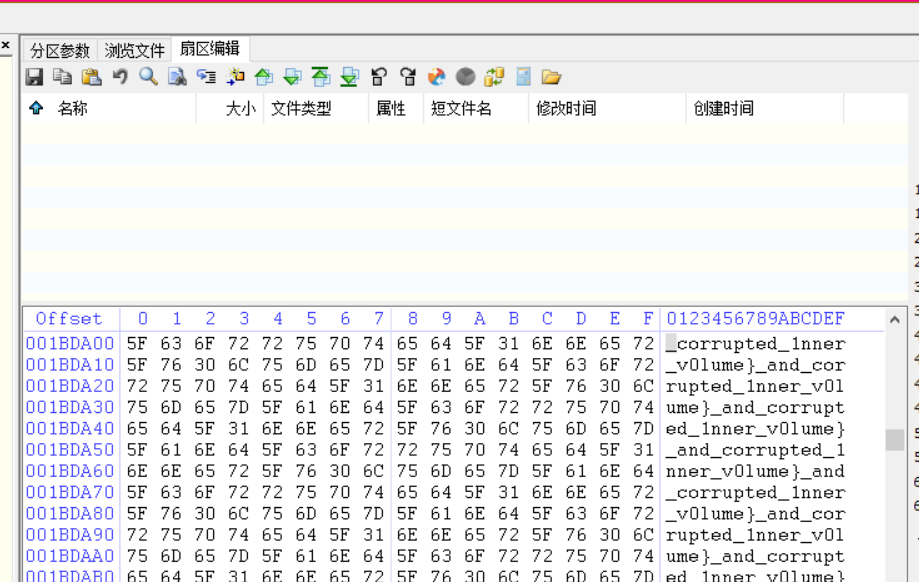 ×
分区参数 浏览文件 扇区编辑
名称 大小 文件类型 属性 短文件名 修改时间 创建时间
Offset 0 1 2 3 4 5 6 7 8 9 A B C D E F 0123456789ABCDEF
001BDA00 5F 63 6F 72 72 75 70 74 65 64 5F 31 6E 6E 65 72 _corrupted_1nner
001BDA10 5F 76 30 6C 75 6D 65 7D 5F 61 6E 64 5F 63 6F 72 _v0lume}_and_cor
001BDA20 72 75 70 74 65 64 5F 31 6E 6E 65 72 5F 76 30 6C rupted_1nner_v0l
001BDA30 75 6D 65 7D 5F 61 6E 64 5F 63 6F 72 72 75 70 74 ume}_and_corrupt
001BDA40 65 64 5F 31 6E 6E 65 72 5F 76 30 6C 75 6D 65 7D ed_1nner_v0lume}
001BDA50 5F 61 6E 64 5F 63 6F 72 72 75 70 74 65 64 5F 31 _and_corrupted_1
001BDA60 6E 6E 65 72 5F 76 30 6C 75 6D 65 7D 5F 61 6E 64 nner_v0lume}_and
001BDA70 5F 63 6F 72 72 75 70 74 65 64 5F 31 6E 6E 65 72 _corrupted_1nner
001BDA80 5F 76 30 6C 75 6D 65 7D 5F 61 6E 64 5F 63 6F 72 _v0lume}_and_cor
001BDA90 72 75 70 74 65 64 5F 31 6E 6E 65 72 5F 76 30 6C rupted_1nner_v0l
001BDAA0 75 6D 65 7D 5F 61 6E 64 5F 63 6F 72 72 75 70 74 ume}_and_corrupt
001BDAB0 65 64 5F 31 6E 6E 65 72 5F 76 30 6C 75 6D 65 7D ed_1nner_v0lume}